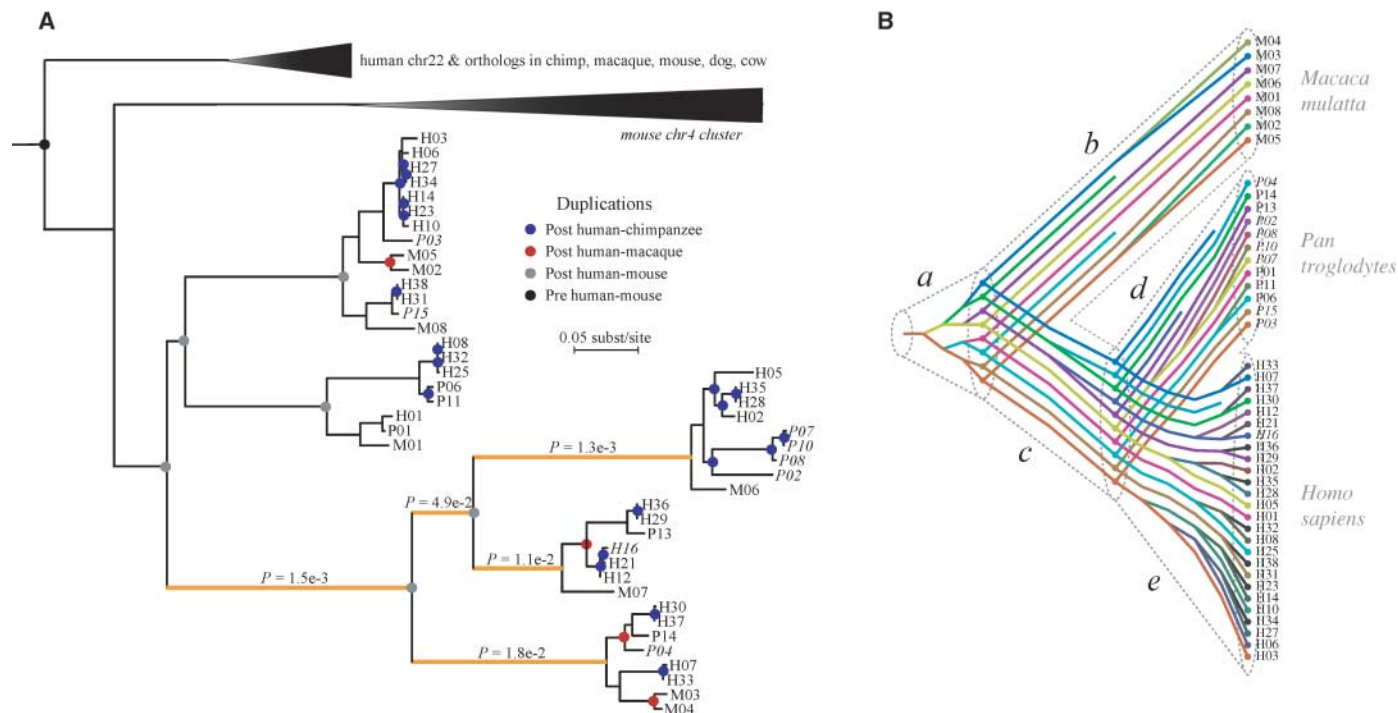 A
human chr22 & orthologs in chimp, macaque, mouse, dog, cow
mouse chr4 cluster
H03
H06
H27
H34
H14
H23
H10
P03
M05
M02
H38
H31
P15
M08
H08
H32
H25
P06
P11
H01
P01
M01
Duplications
Post human-chimpanzee
Post human-macaque
Post human-mouse
Pre human-mouse
0.05 subst/site
H05
H35
H28
H02
P07
P10
P08
P02
M06
P = 1.3e-3
P = 4.9e-2
H36
H29
P13
H16
H21
H12
M07
P = 1.1e-2
P = 1.5e-3
H30
H37
P14
P04
H07
H33
M03
M04
P = 1.8e-2
B
a
b
c
d
e
M04
M03
M07
M06
M01
M08
M02
M05
Macaca
mulatta
P04
P14
P13
P02
P08
P10
P07
P01
P11
P06
P15
P03
Pan
troglodytes
H33
H07
H37
H30
H12
H21
H16
H36
H29
H02
H35
H28
H05
H01
H32
H08
H25
H38
H31
H23
H14
H10
H34
H27
H06
H03
Homo
sapiens